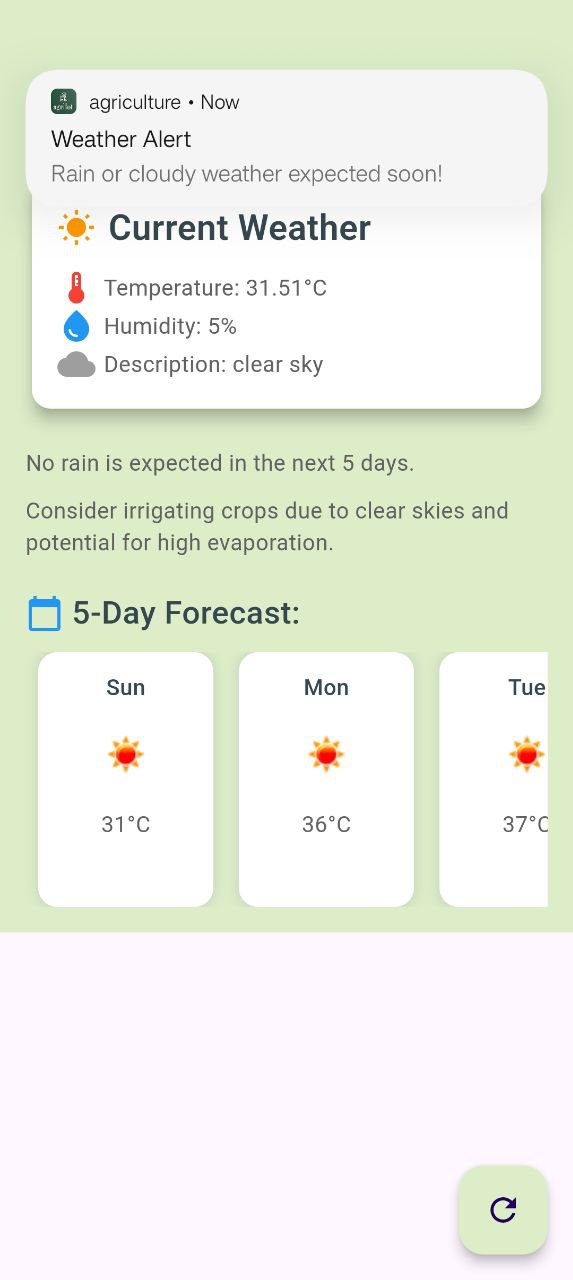 agriculture • Now
Weather Alert
Rain or cloudy weather expected soon!
Current Weather
Temperature: 31.51°C
Humidity: 5%
Description: clear sky
No rain is expected in the next 5 days.
Consider irrigating crops due to clear skies and
potential for high evaporation.
5-Day Forecast:
Sun
Mon
Tue
31°C
36°C
37°C